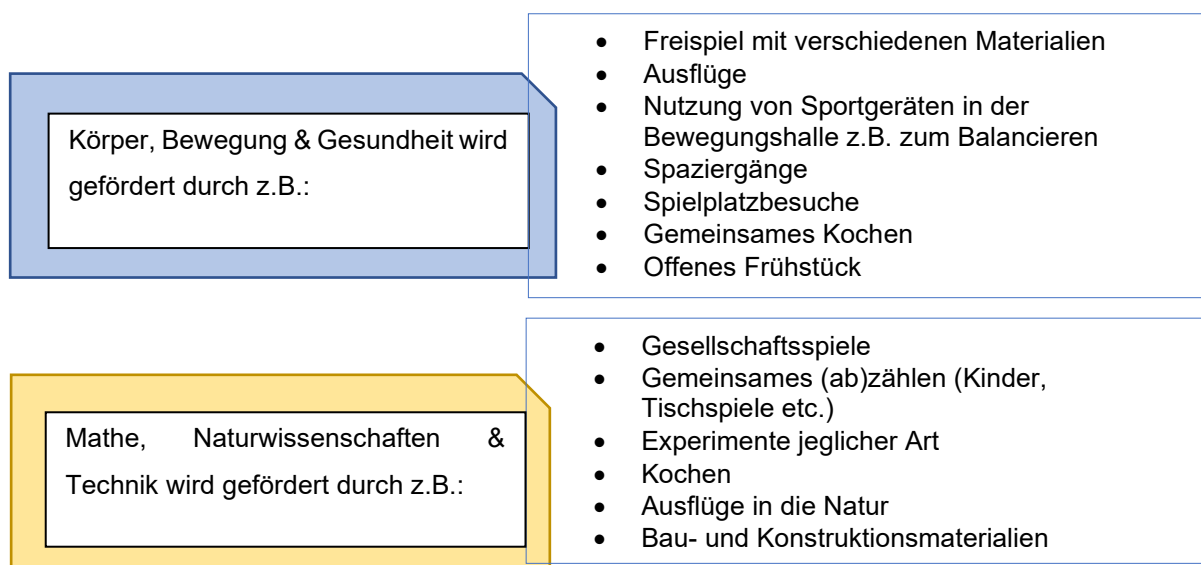 Körper, Bewegung & Gesundheit wird
gefördert durch z.B.:
• Freispiel mit verschiedenen Materialien
• Ausflüge
• Nutzung von Sportgeräten in der
Bewegungshalle z.B. zum Balancieren
• Spaziergänge
• Spielplatzbesuche
• Gemeinsames Kochen
• Offenes Frühstück
Mathe, Naturwissenschaften &
Technik wird gefördert durch z.B.:
• Gesellschaftsspiele
• Gemeinsames (ab)zählen (Kinder,
Tischspiele etc.)
• Experimente jeglicher Art
• Kochen
• Ausflüge in die Natur
• Bau- und Konstruktionsmaterialien